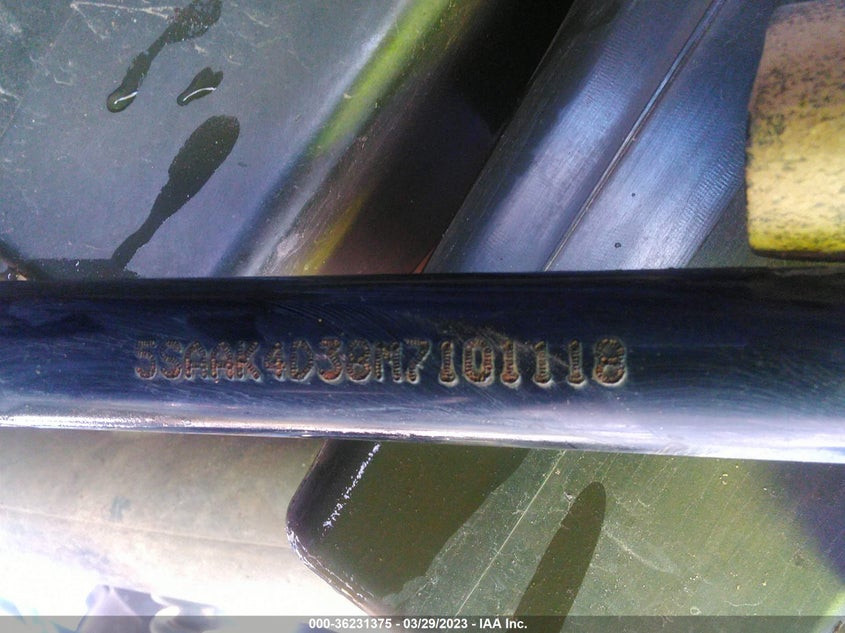 5SAAK4D38M7101118
000-36231375 — 03/29/2023 - IAA Inc.